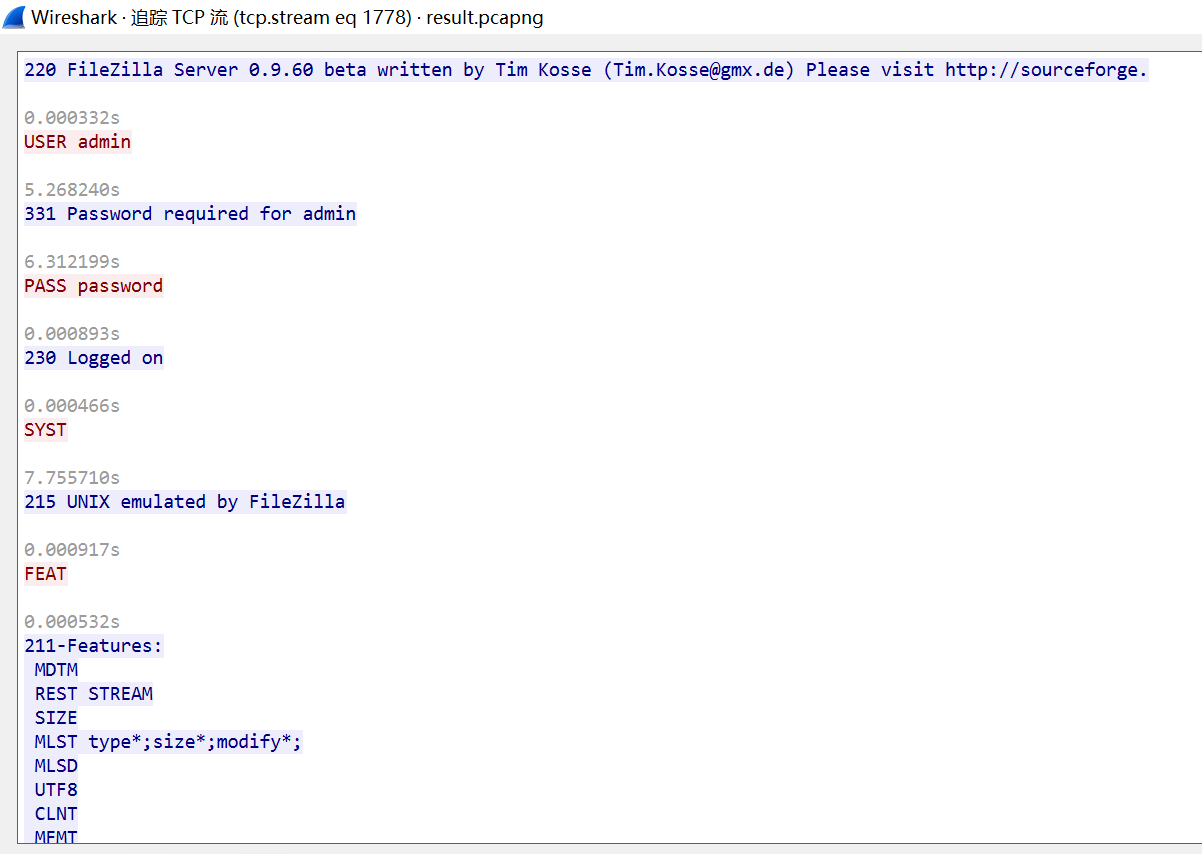 Wireshark · 追踪 TCP 流 (tcp.stream eq 1778) · result.pcapng
220 FileZilla Server 0.9.60 beta written by Tim Kosse (Tim.Kosse@gmx.de) Please visit http://sourceforge.
0.000332s
USER admin
5.268240s
331 Password required for admin
6.312199s
PASS password
0.000893s
230 Logged on
0.000466s
SYST
7.755710s
215 UNIX emulated by FileZilla
0.000917s
FEAT
0.000532s
211-Features:
MDTM
REST STREAM
SIZE
MLST type*;size*;modify*;
MLSD
UTF8
CLNT
MFMT